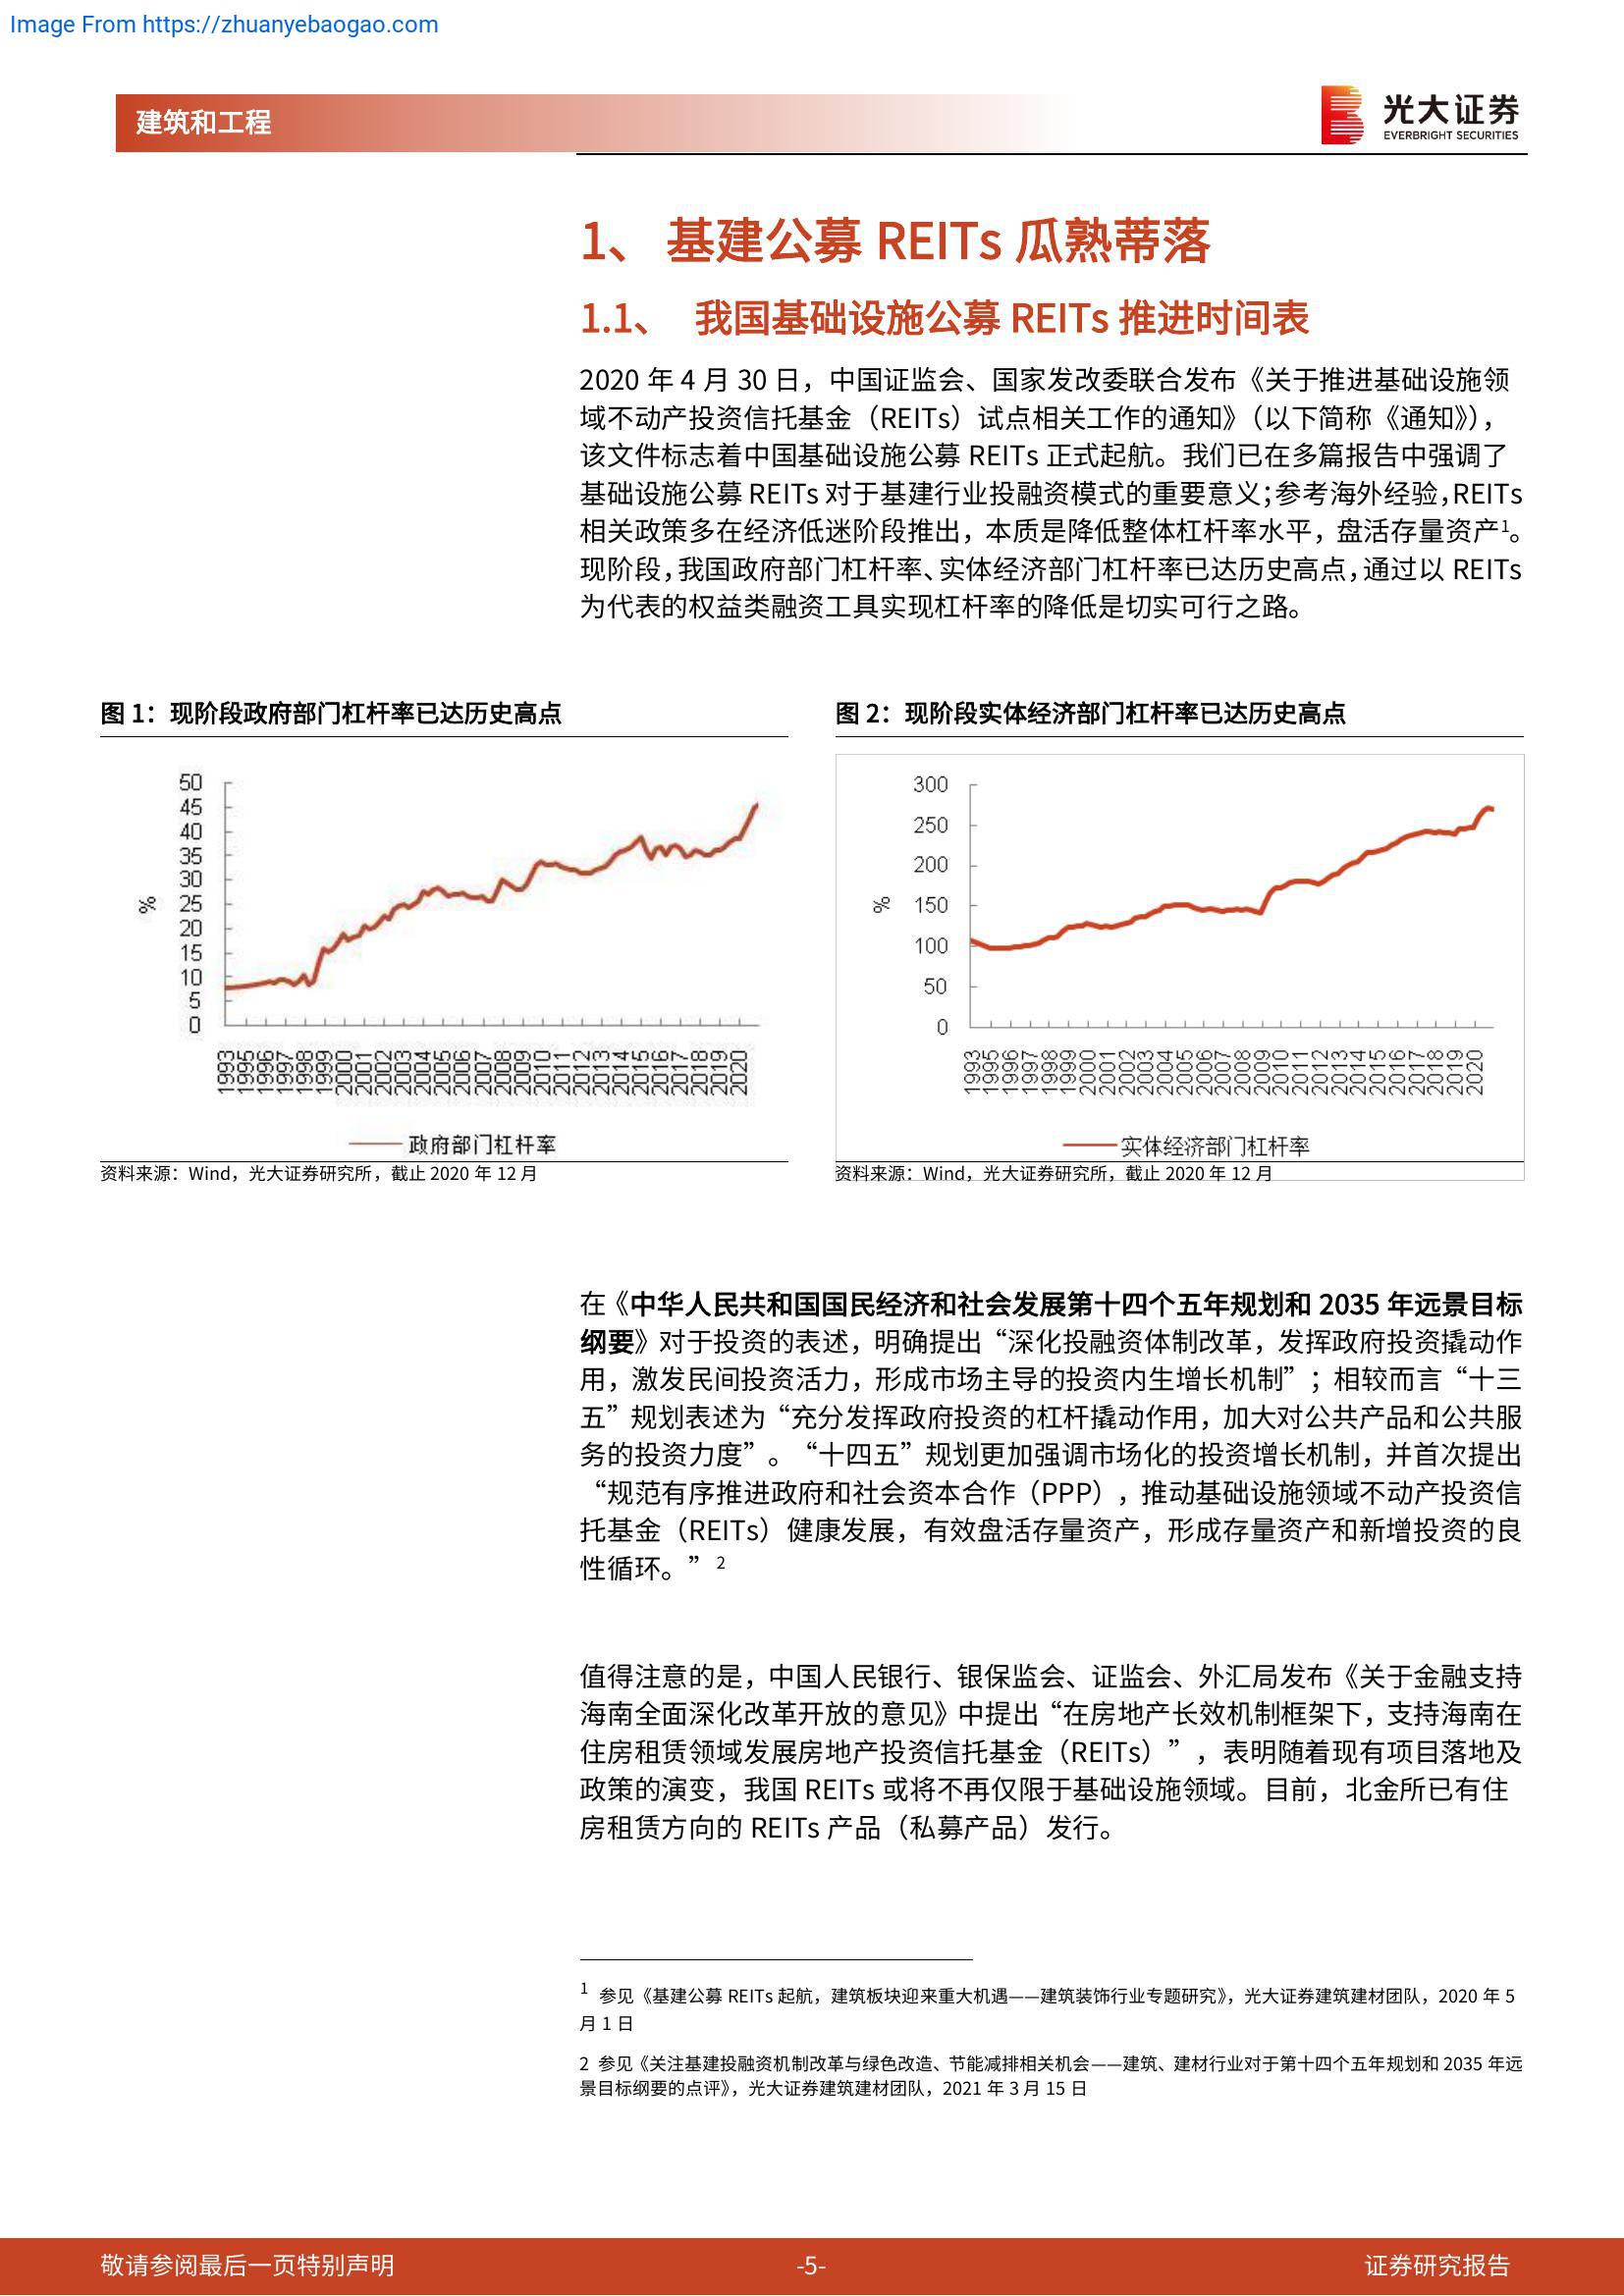 Image From https://zhuanyebaogao.com
建筑和工程
光大证券
EVERBRIGHT SECURITIES
1、 基建公募 REITs 瓜熟蒂落
1.1、 我国基础设施公募 REITs 推进时间表
2020 年 4 月 30 日，中国证监会、国家发改委联合发布《关于推进基础设施领
域不动产投资信托基金（REITs）试点相关工作的通知》（以下简称《通知》），
该文件标志着中国基础设施公募 REITs 正式起航。我们已在多篇报告中强调了
基础设施公募 REITs 对于基建行业投融资模式的重要意义；参考海外经验，REITs
相关政策多在经济低迷阶段推出，本质是降低整体杠杆率水平，盘活存量资产1。
现阶段，我国政府部门杠杆率、实体经济部门杠杆率已达历史高点，通过以 REITs
为代表的权益类融资工具实现杠杆率的降低是切实可行之路。
图 1：现阶段政府部门杠杆率已达历史高点
50
45
40
35
30
25
20
15
10
5
0
%
1993 1995 1996 1997 1998 1999 2000 2001 2002 2003 2004 2005 2006 2007 2008 2009 2010 2011 2012 2013 2014 2015 2016 2017 2018 2019 2020
政府部门杠杆率
资料来源：Wind，光大证券研究所，截止 2020 年 12 月
图 2：现阶段实体经济部门杠杆率已达历史高点
300
250
200
150
100
50
0
%
1993 1995 1996 1997 1998 1999 2000 2001 2002 2003 2004 2005 2006 2007 2008 2009 2010 2011 2012 2013 2014 2015 2016 2017 2018 2019 2020
实体经济部门杠杆率
资料来源：Wind，光大证券研究所，截止 2020 年 12 月
在《中华人民共和国国民经济和社会发展第十四个五年规划和 2035 年远景目标
纲要》对于投资的表述，明确提出“深化投融资体制改革，发挥政府投资撬动作
用，激发民间投资活力，形成市场主导的投资内生增长机制”；相较而言“十三
五”规划表述为“充分发挥政府投资的杠杆撬动作用，加大对公共产品和公共服
务的投资力度”。“十四五”规划更加强调市场化的投资增长机制，并首次提出
“规范有序推进政府和社会资本合作（PPP），推动基础设施领域不动产投资信
托基金（REITs）健康发展，有效盘活存量资产，形成存量资产和新增投资的良
性循环。”2
值得注意的是，中国人民银行、银保监会、证监会、外汇局发布《关于金融支持
海南全面深化改革开放的意见》中提出“在房地产长效机制框架下，支持海南在
住房租赁领域发展房地产投资信托基金（REITs）”，表明随着现有项目落地及
政策的演变，我国 REITs 或将不再仅限于基础设施领域。目前，北金所已有住
房租赁方向的 REITs 产品（私募产品）发行。
1 参见《基建公募 REITs 起航，建筑板块迎来重大机遇——建筑装饰行业专题研究》，光大证券建筑建材团队，2020 年 5
月 1 日
2 参见《关注基建投融资机制改革与绿色改造、节能减排相关机会——建筑、建材行业对于第十四个五年规划和 2035 年远
景目标纲要的点评》，光大证券建筑建材团队，2021 年 3 月 15 日
敬请参阅最后一页特别声明
-5-
证券研究报告